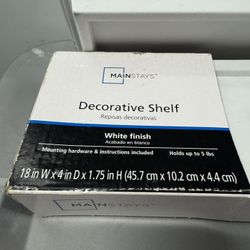 MAINSTAYS
Decorative Shelf
Repisas decorativas
White finish
Acabado en blanco
Mounting hardware & instructions included Holds up to 5 lbs
18 in W x 4 in D x 1.75 in H (45.7 cm x 10.2 cm x 4.4 cm)
MAINSTAYS